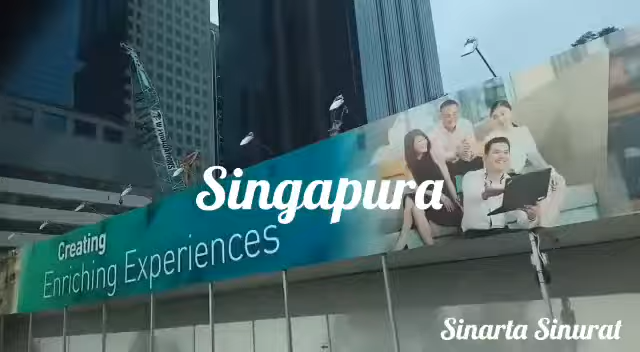 Creating
Enriching Experiences
Singapura
Sinarta Sinurat